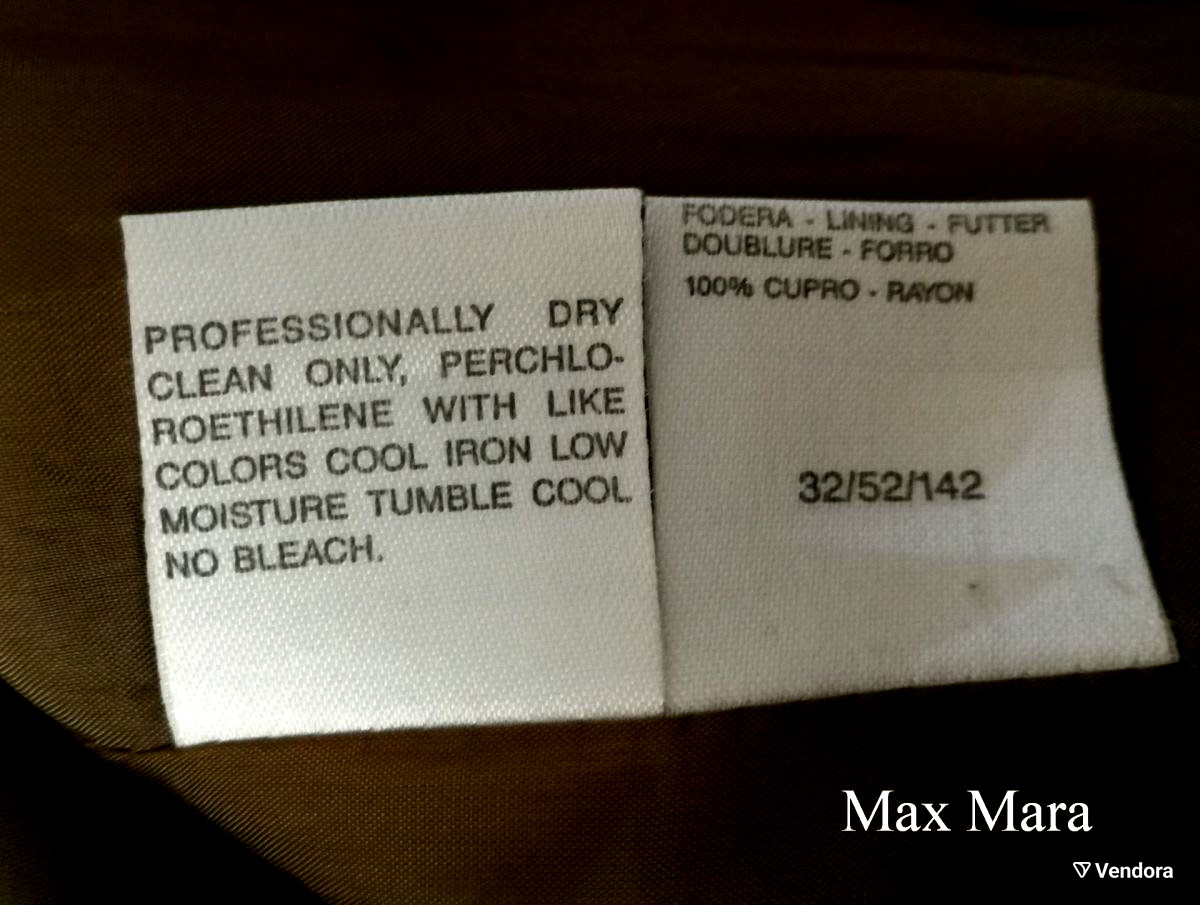 PROFESSIONALLY DRY
CLEAN ONLY, PERCHLO-
ROETHILENE WITH LIKE
COLORS COOL IRON LOW
MOISTURE TUMBLE COOL
NO BLEACH.
FODERA - LINING - FUTTER
DOUBLURE - FORRO
100% CUPRO - RAYON
32/52/142
Max Mara
Vendora